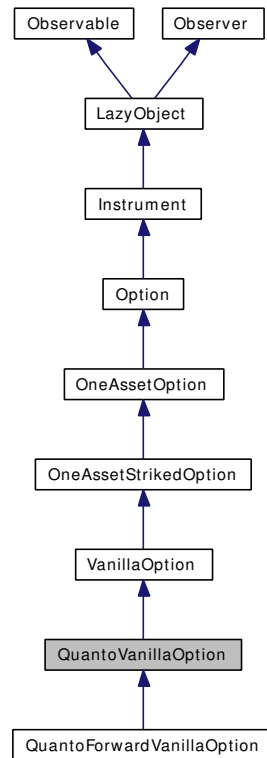 Observable
Observer
LazyObject
Instrument
Option
OneAssetOption
OneAssetStrikedOption
VanillaOption
QuantoVanillaOption
QuantoForwardVanillaOption